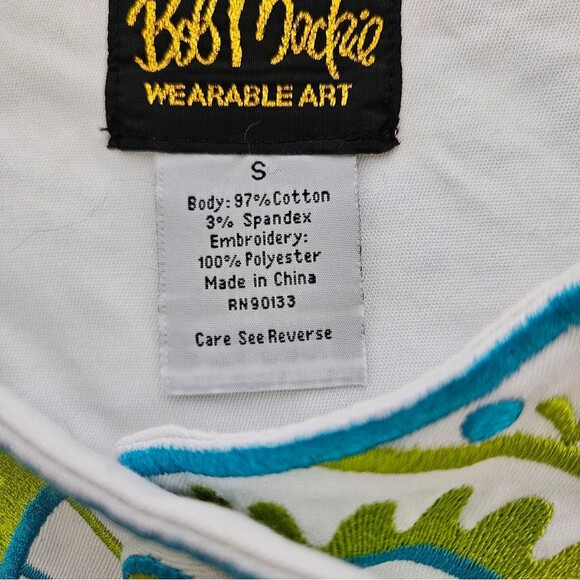 Bob Mackie
WEARABLE ART
S
Body: 97% Cotton
3% Spandex
Embroidery:
100% Polyester
Made in China
RN90133
Care See Reverse